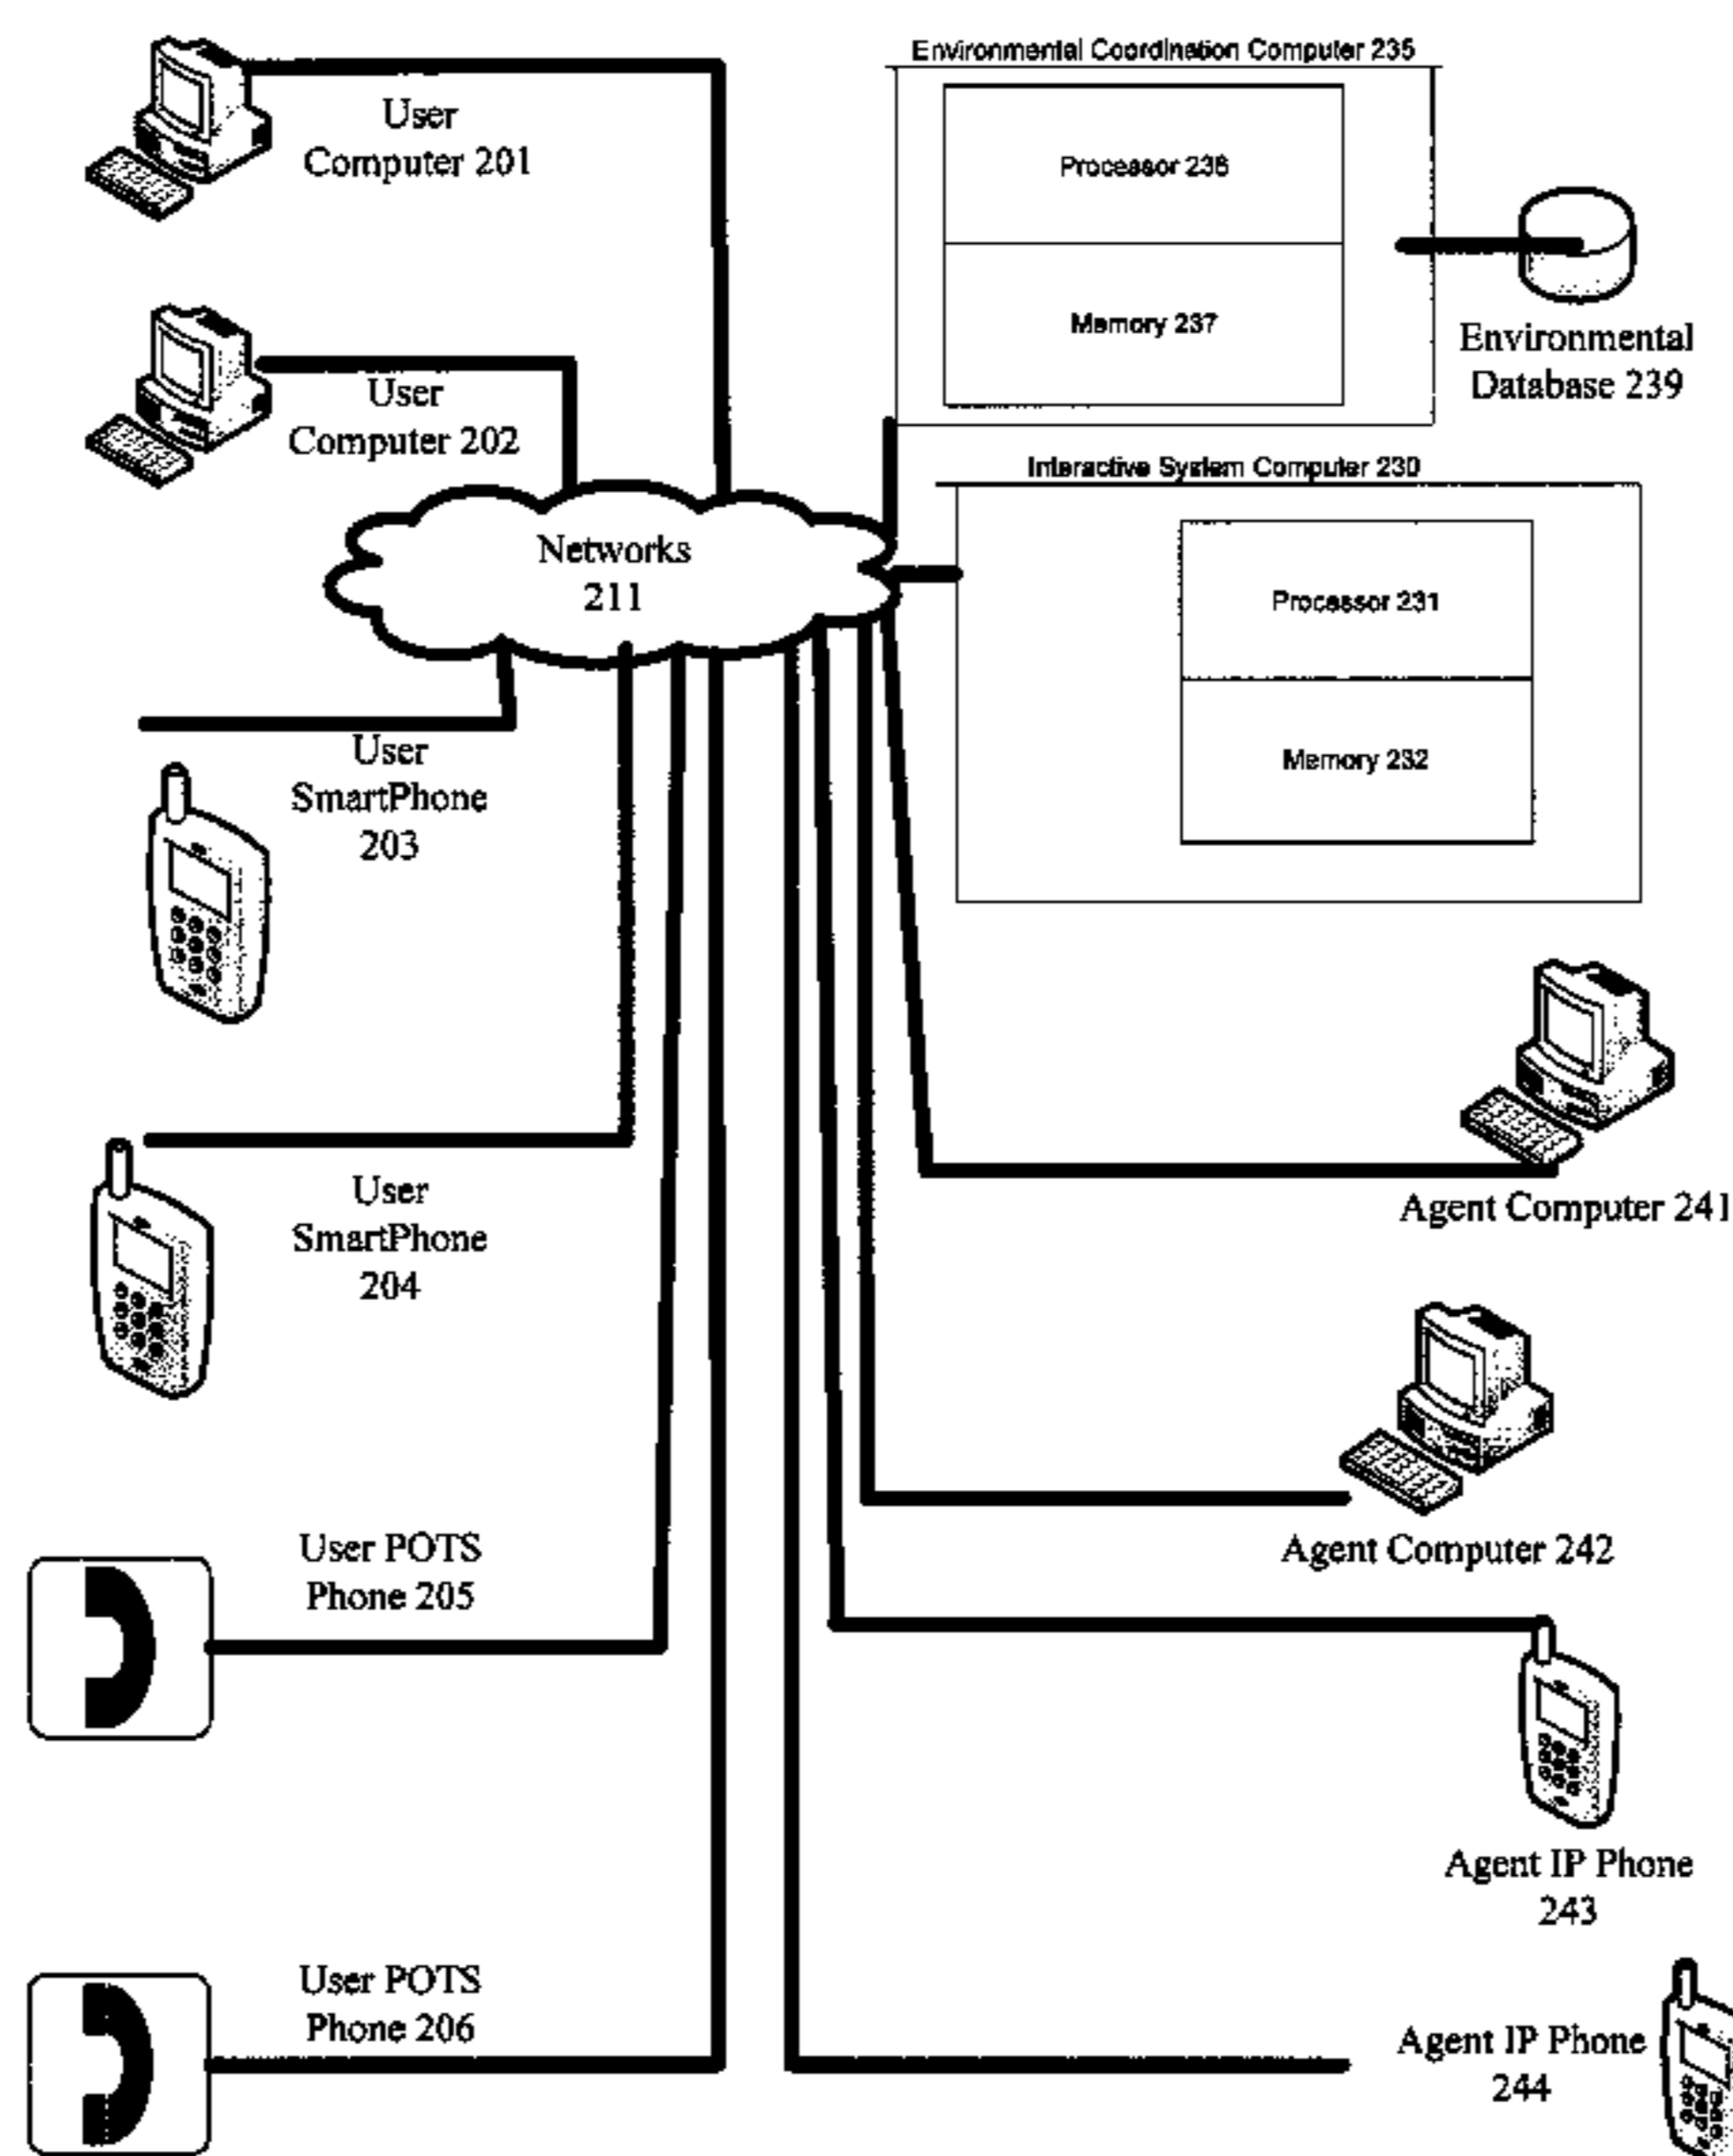 Environmental Coordination Computer 235
User
Computer 201
Processor 236
Memory 237
Environmental
Database 239
User
Computer 202
Interactive System Computer 230
Networks
211
Processor 231
Memory 232
User
SmartPhone
203
User
SmartPhone
204
Agent Computer 241
Agent Computer 242
User POTS
Phone 205
Agent IP Phone
243
User POTS
Phone 206
Agent IP Phone
244